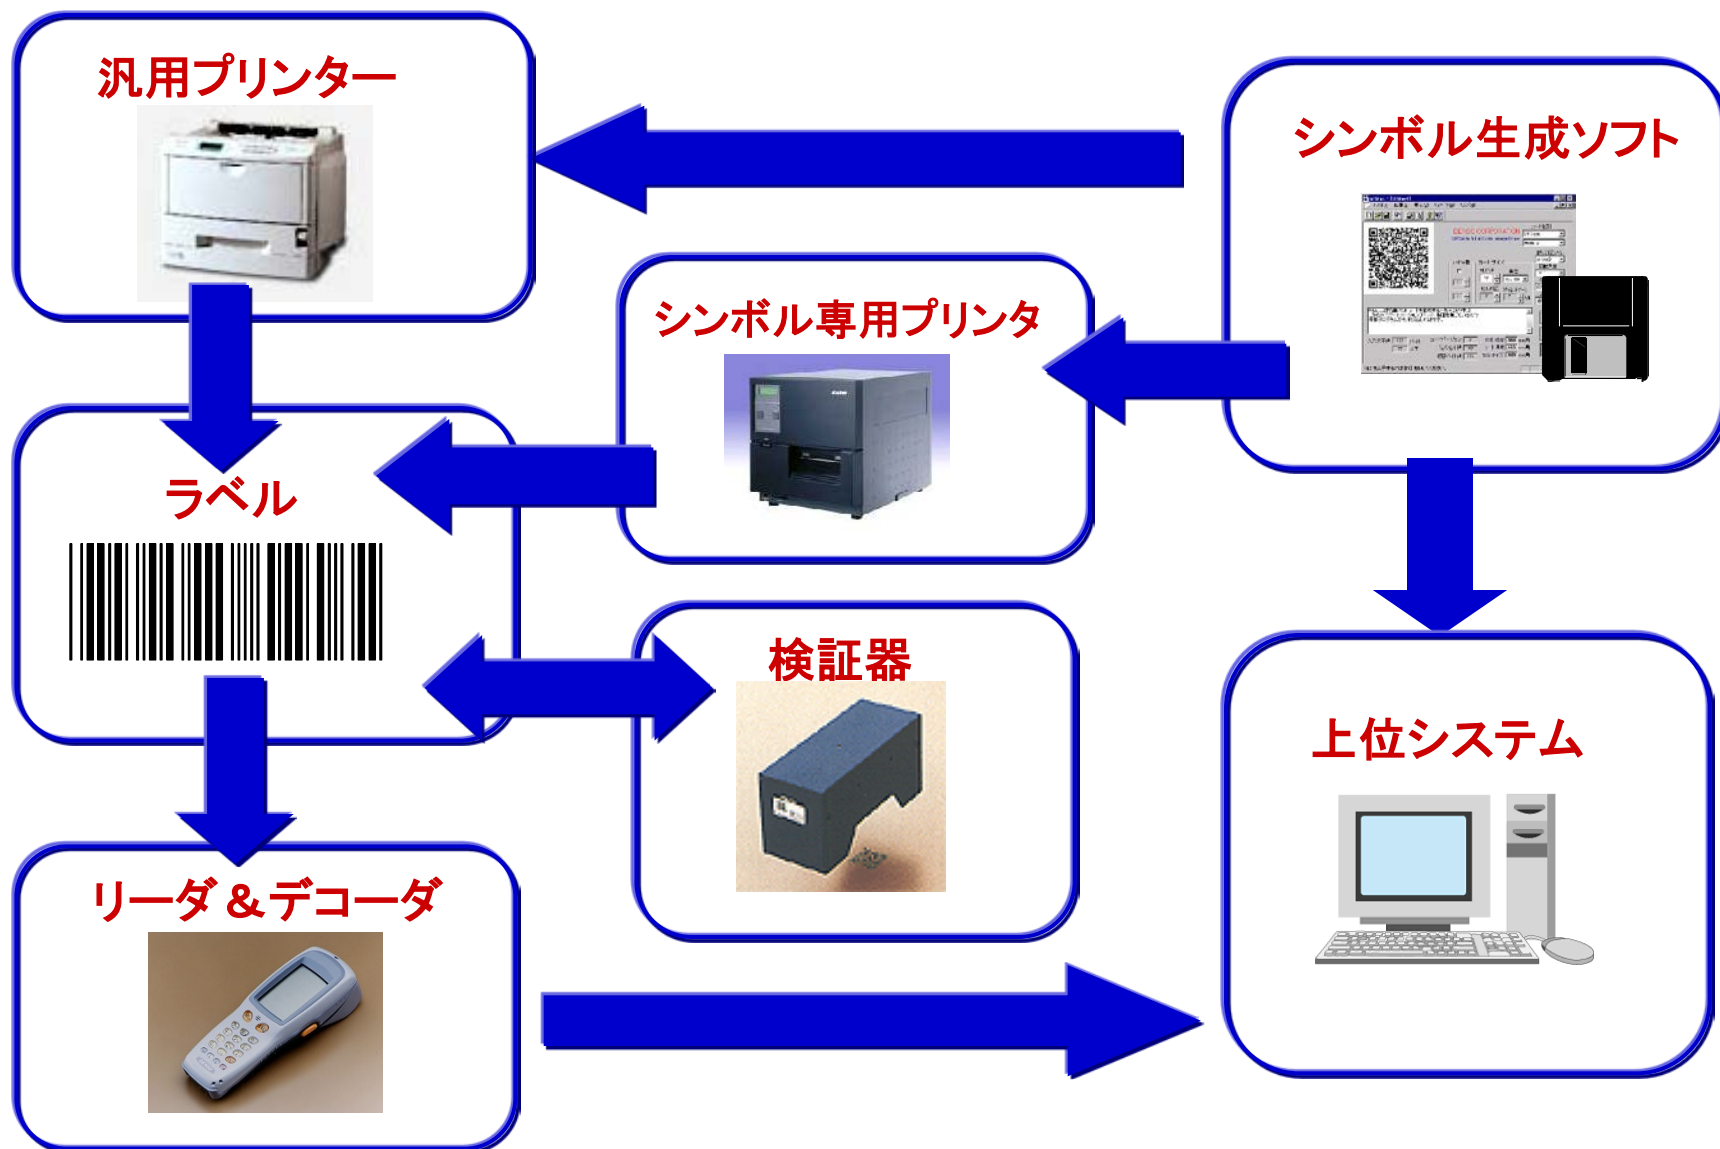 汎用プリンター
シンボル生成ソフト
シンボル専用プリンタ
DENSO CORPORATION
ラベル
検証器
上位システム
リーダ&デコーダ